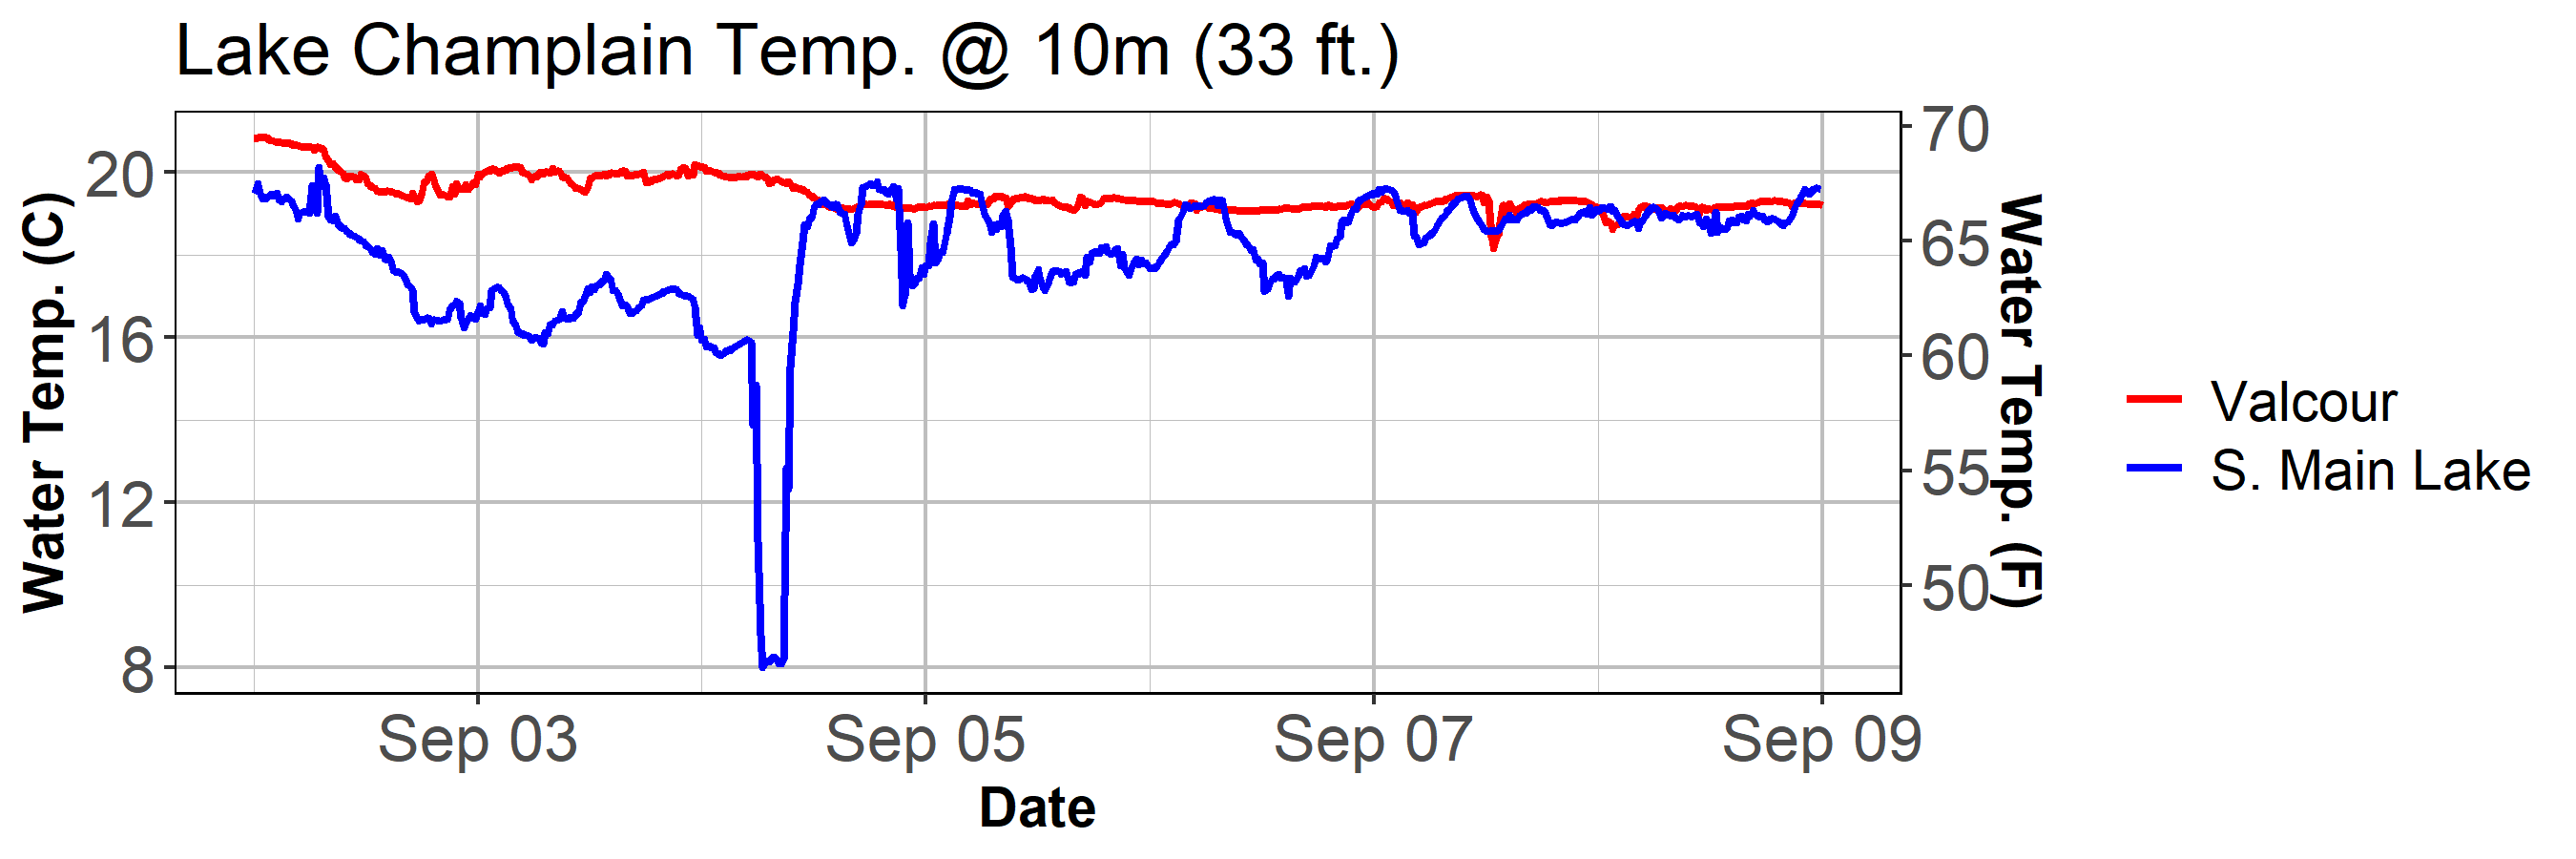 Lake Champlain Temp. @ 10m (33 ft.)
Water Temp. (C)
20
16
12
8
70
65
60
55
50
Water Temp. (F)
Sep 03 Sep 05 Sep 07 Sep 09
Date
Valcour
S. Main Lake